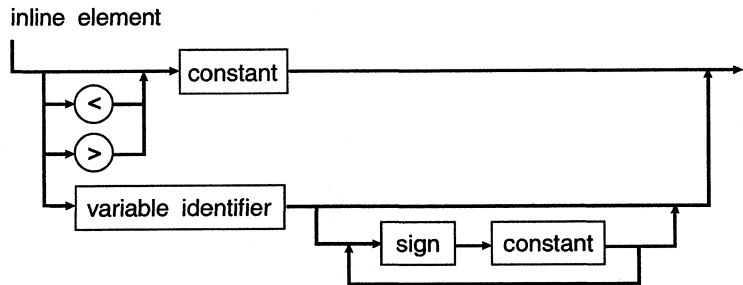 inline element
constant
<
>
variable identifier
sign
constant